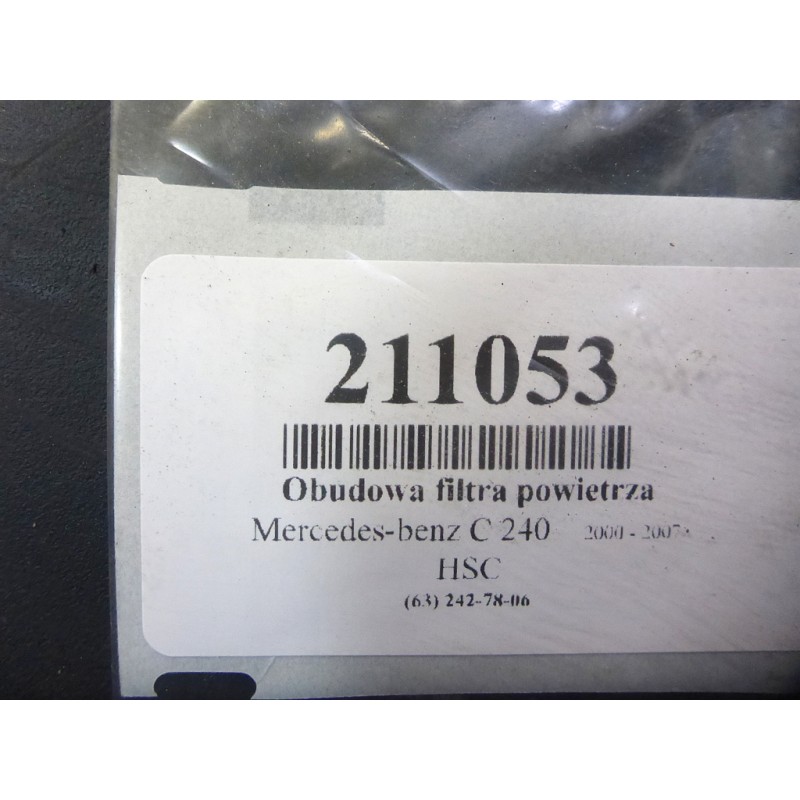 211053
Obudowa filtra powietrza
Mercedes-benz C 240 2000 - 2007
HSC
(63) 242-78-06